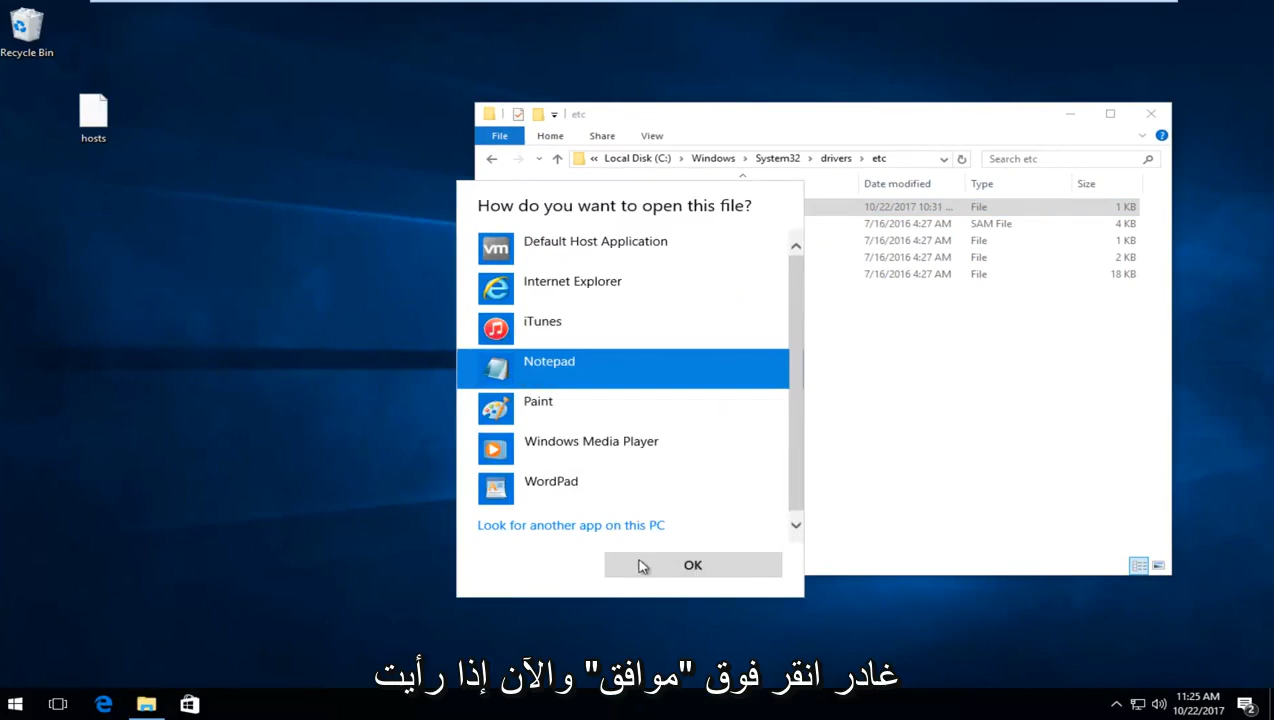 Recycle Bin
hosts
etc
File Home Share View
« Local Disk (C:) › Windows › System32 › drivers › etc
Search etc
Date modified Type Size
10/22/2017 10:31 ... File 1 KB
7/16/2016 4:27 AM SAM File 4 KB
7/16/2016 4:27 AM File 1 KB
7/16/2016 4:27 AM File 2 KB
7/16/2016 4:27 AM File 18 KB
How do you want to open this file?
vm Default Host Application
Internet Explorer
iTunes
Notepad
Paint
Windows Media Player
WordPad
Look for another app on this PC
OK
غادر انقر فوق "موافق" والآن إذا رأيت
11:25 AM
10/22/2017
2